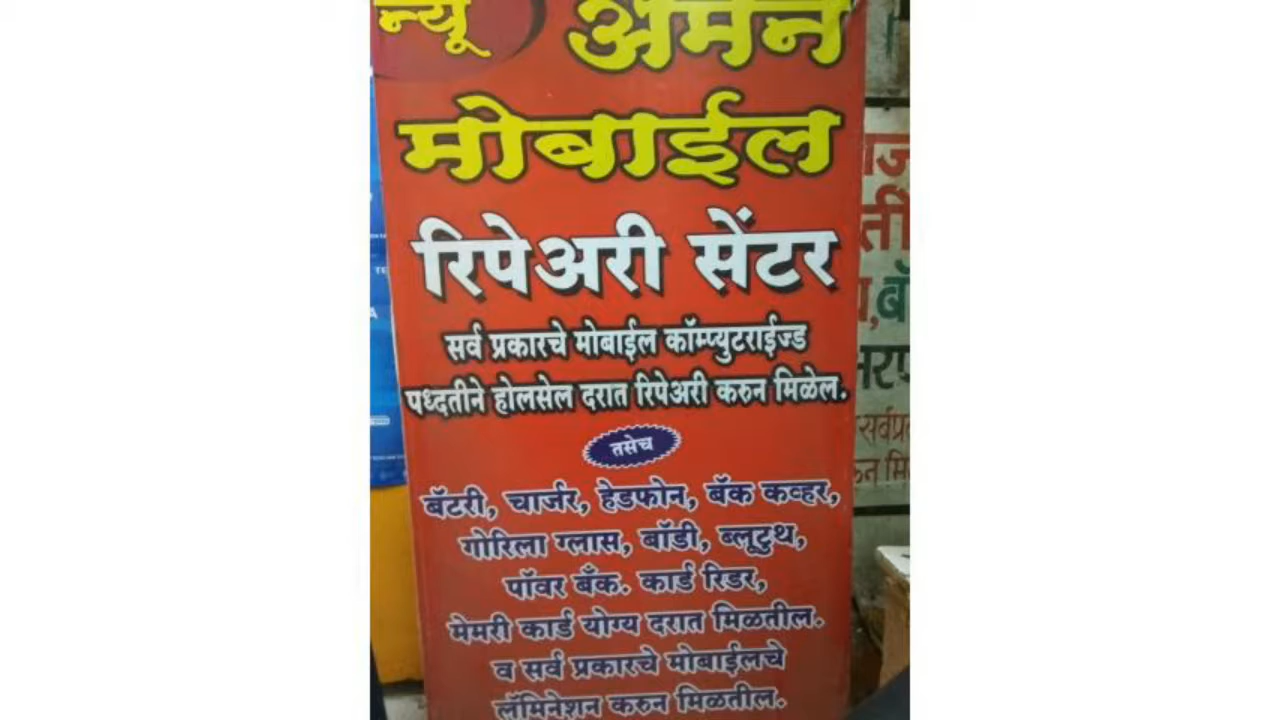 न्यू अमन
मोबाईल
रिपेअरी सेंटर
सर्व प्रकारचे मोबाईल कॉम्प्युटराईज्ड
पध्दतीने होलसेल दरात रिपेअरी करुन मिळेल.
तसेच
बॅटरी, चार्जर, हेडफोन, बॅक कव्हर,
गोरिला ग्लास, बॉडी, ब्लूटुथ,
पॉवर बँक. कार्ड रिडर,
मेमरी कार्ड योग्य दरात मिळतील.
व सर्व प्रकारचे मोबाईलचे
लॅमिनेशन करुन मिळतील.